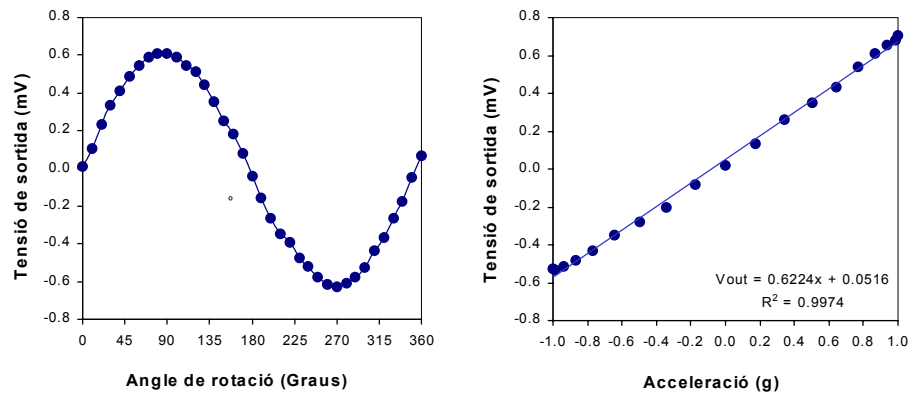 Tensió de sortida (mV)
0.8
0.6
0.4
0.2
0.0
-0.2
-0.4
-0.6
-0.8
0 45 90 135 180 225 270 315 360
Angle de rotació (Graus)
Tensió de sortida (mV)
0.8
0.6
0.4
0.2
0.0
-0.2
-0.4
-0.6
-0.8
Vout = 0.6224x + 0.0516
R² = 0.9974
-1.0 -0.8 -0.6 -0.4 -0.2 0.0 0.2 0.4 0.6 0.8 1.0
Acceleració (g)